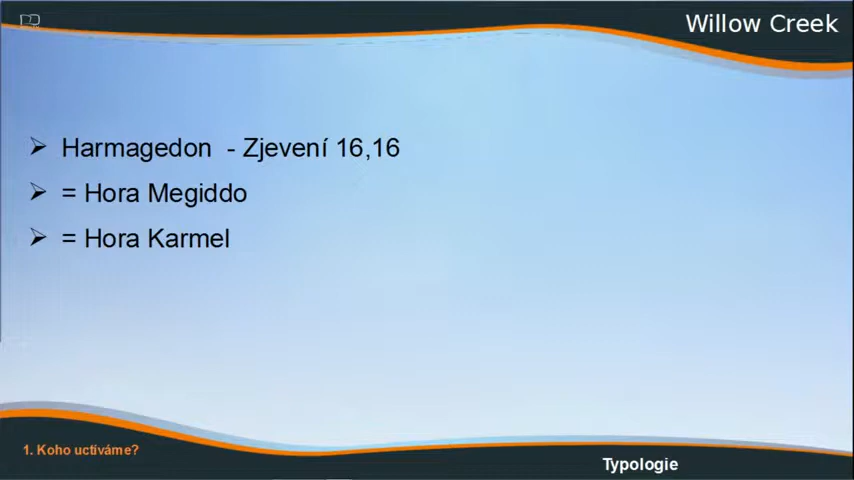 Willow Creek
Harmagedon - Zjevení 16,16
= Hora Megiddo
= Hora Karmel
1. Koho uctíváme?
Typologie